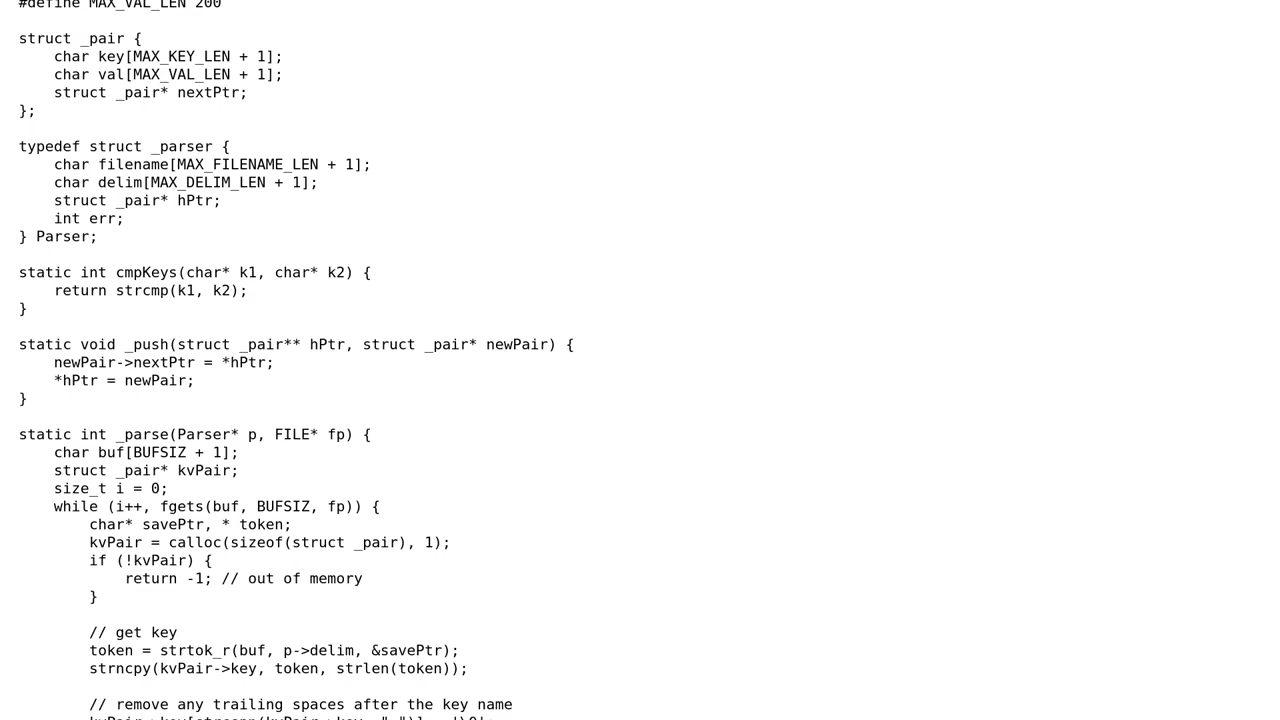 #define MAX_VAL_LEN 200
struct _pair {
    char key[MAX_KEY_LEN + 1];
    char val[MAX_VAL_LEN + 1];
    struct _pair* nextPtr;
};
typedef struct _parser {
    char filename[MAX_FILENAME_LEN + 1];
    char delim[MAX_DELIM_LEN + 1];
    struct _pair* hPtr;
    int err;
} Parser;
static int cmpKeys(char* k1, char* k2) {
    return strcmp(k1, k2);
}
static void _push(struct _pair** hPtr, struct _pair* newPair) {
    newPair->nextPtr = *hPtr;
    *hPtr = newPair;
}
static int _parse(Parser* p, FILE* fp) {
    char buf[BUFSIZ + 1];
    struct _pair* kvPair;
    size_t i = 0;
    while (i++, fgets(buf, BUFSIZ, fp)) {
        char* savePtr, * token;
        kvPair = calloc(sizeof(struct _pair), 1);
        if (!kvPair) {
            return -1; // out of memory
        }
        // get key
        token = strtok_r(buf, p->delim, &savePtr);
        strncpy(kvPair->key, token, strlen(token));
        // remove any trailing spaces after the key name